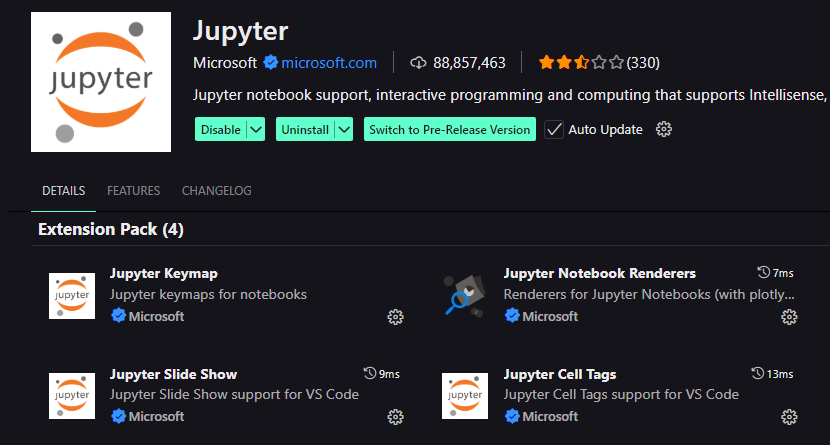 jupyter
Jupyter
Microsoft microsoft.com 88,857,463 (330)
Jupyter notebook support, interactive programming and computing that supports Intellisense,
Disable Uninstall Switch to Pre-Release Version Auto Update
DETAILS FEATURES CHANGELOG
Extension Pack (4)
jupyter
Jupyter Keymap
Jupyter keymaps for notebooks
Microsoft
Jupyter Notebook Renderers 7ms
Renderers for Jupyter Notebooks (with plotly...
Microsoft
jupyter
Jupyter Slide Show 9ms
Jupyter Slide Show support for VS Code
Microsoft
jupyter
Jupyter Cell Tags 13ms
Jupyter Cell Tags support for VS Code
Microsoft